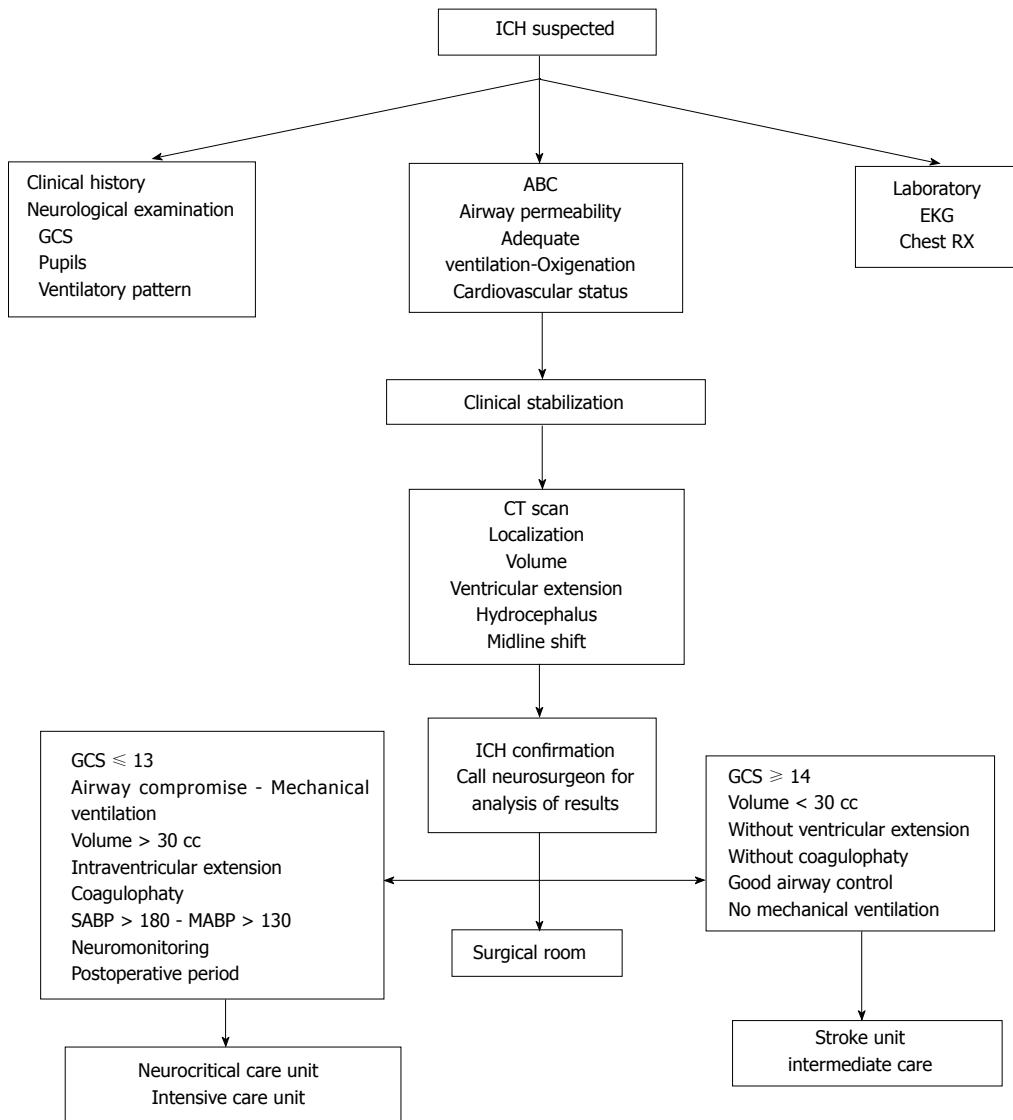 ICH suspected
Clinical history
Neurological examination
GCS
Pupils
Ventilatory pattern
ABC
Airway permeability
Adequate
ventilation-Oxigenation
Cardiovascular status
Laboratory
EKG
Chest RX
Clinical stabilization
CT scan
Localization
Volume
Ventricular extension
Hydrocephalus
Midline shift
ICH confirmation
Call neurosurgeon for
analysis of results
GCS ≤ 13
Airway compromise - Mechanical
ventilation
Volume > 30 cc
Intraventricular extension
Coagulophaty
SABP > 180 - MABP > 130
Neuromonitoring
Postoperative period
GCS ≥ 14
Volume < 30 cc
Without ventricular extension
Without coagulophaty
Good airway control
No mechanical ventilation
Surgical room
Neurocritical care unit
Intensive care unit
Stroke unit
intermediate care